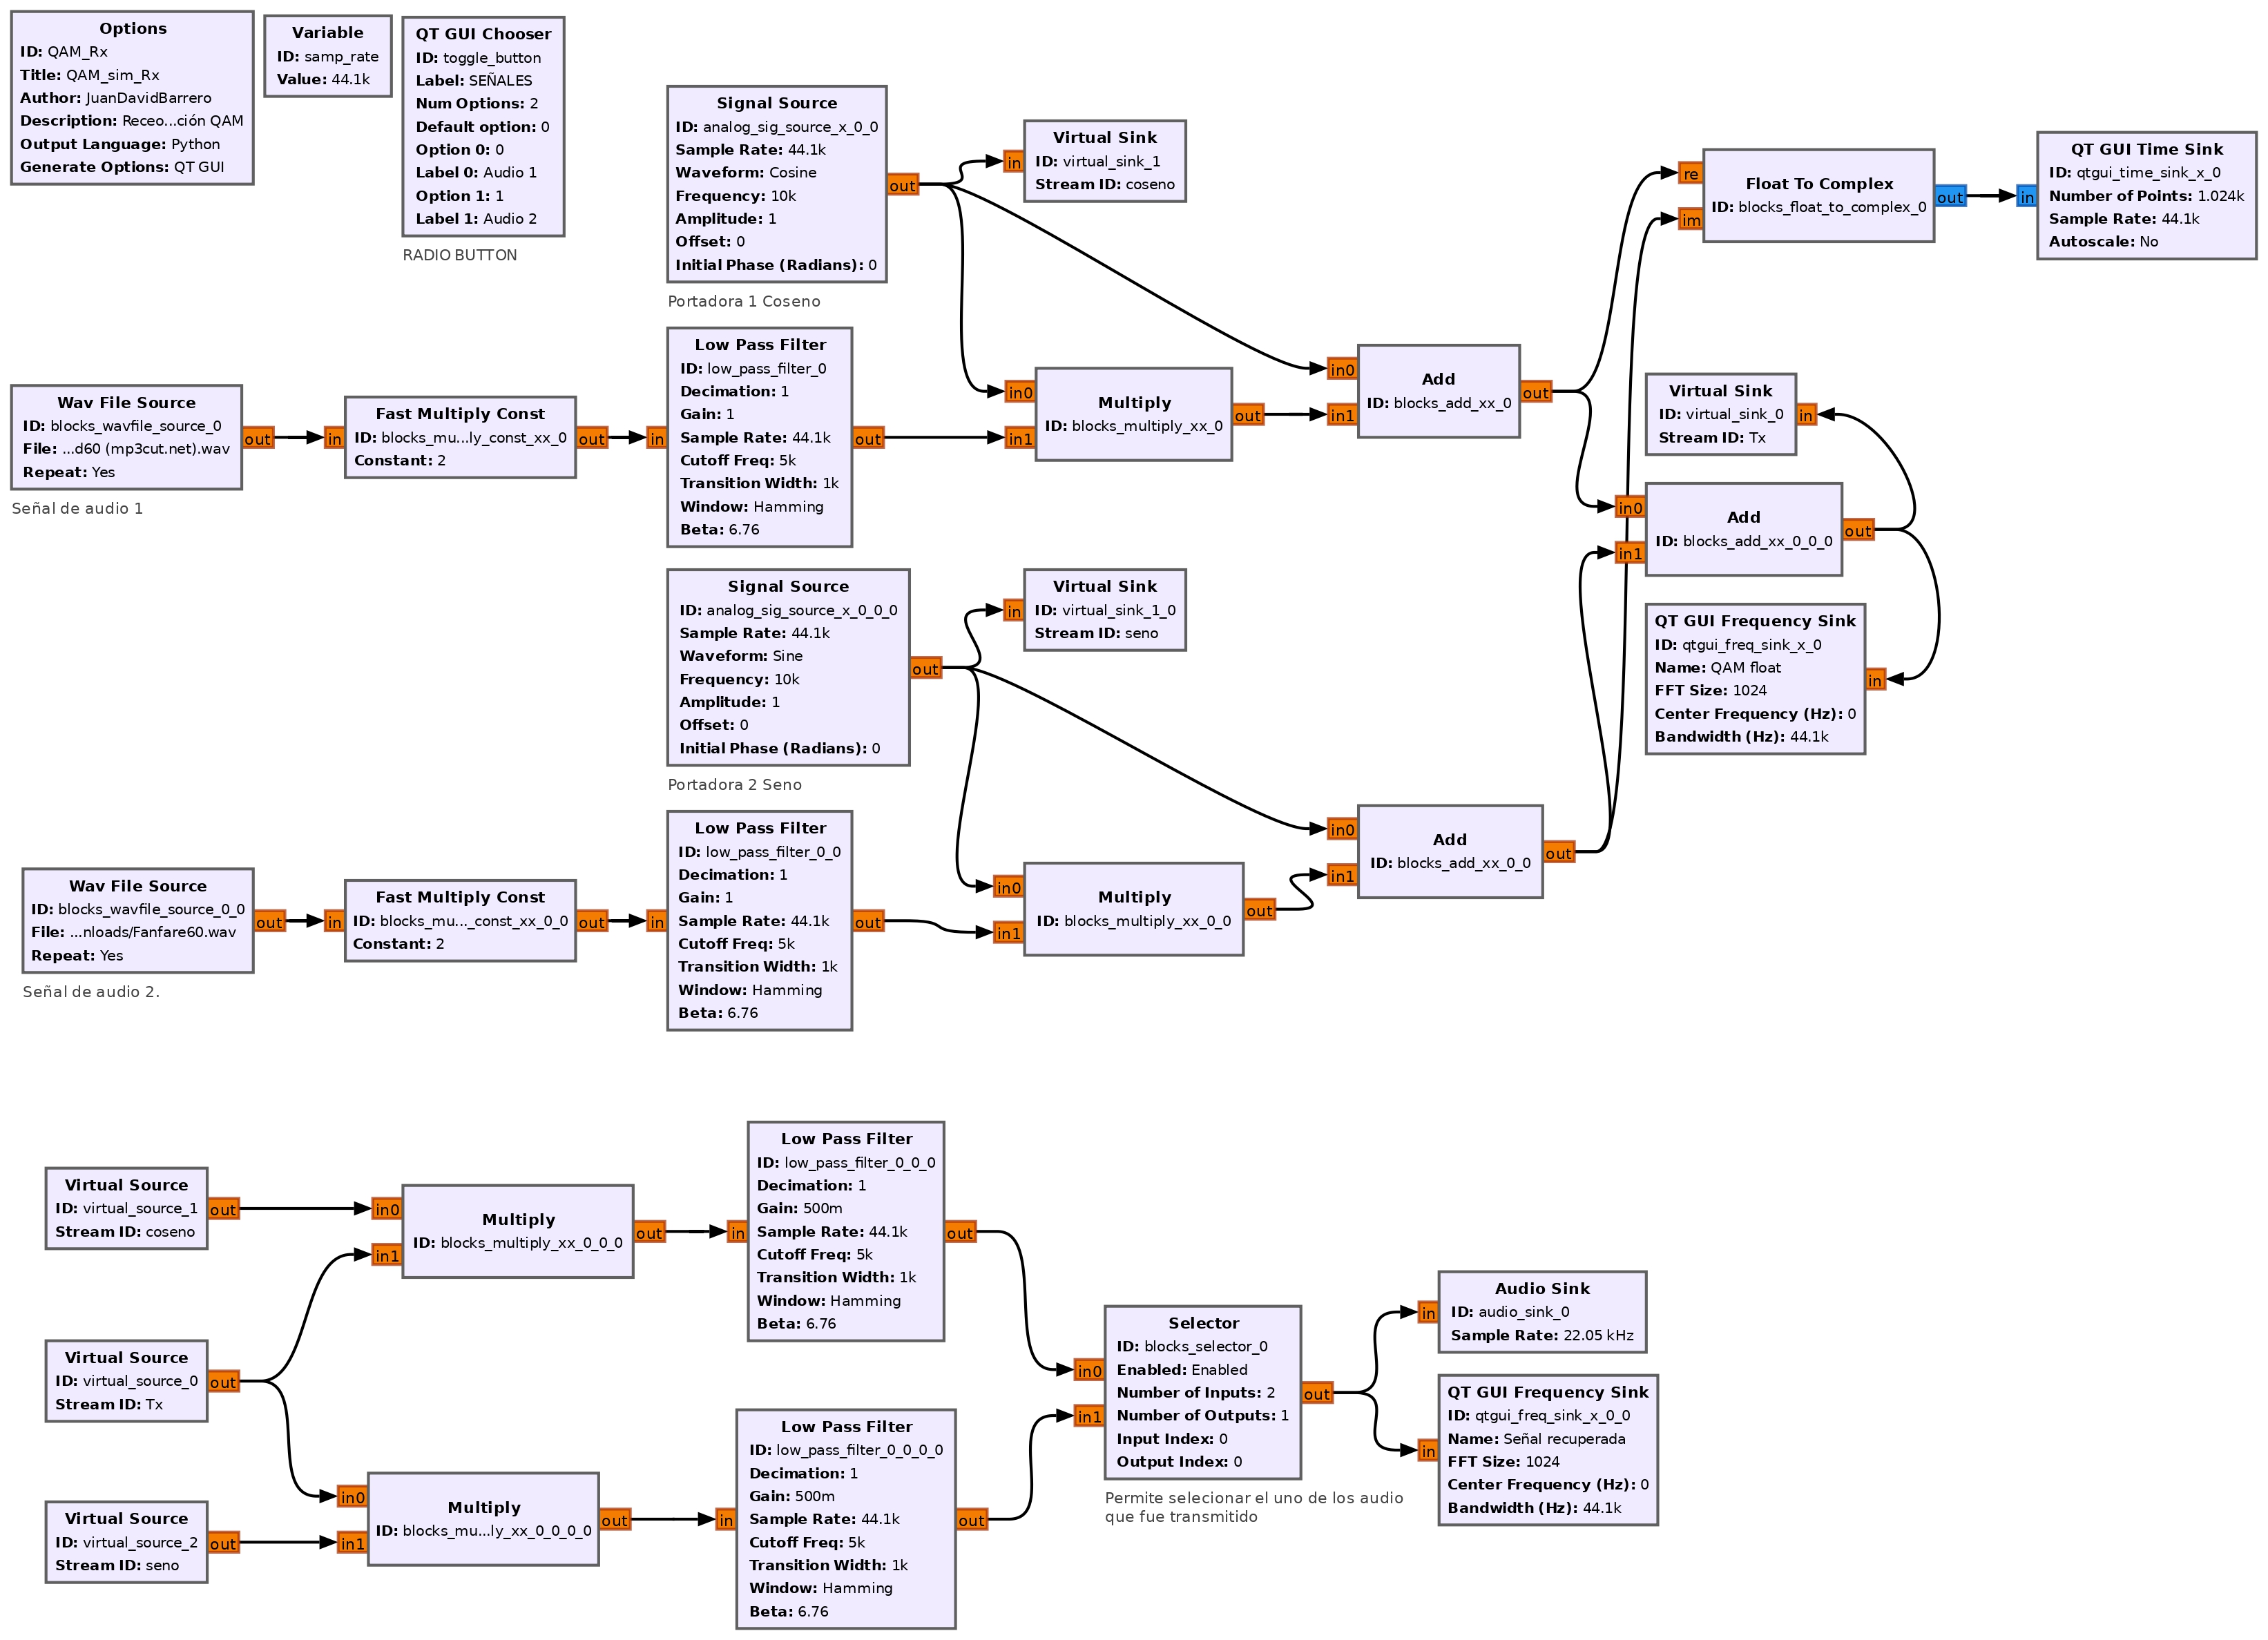 Options
ID: QAM_Rx
Title: QAM_sim_Rx
Author: JuanDavidBarrero
Description: Receo...ción QAM
Output Language: Python
Generate Options: QT GUI
Variable
ID: samp_rate
Value: 44.1k
QT GUI Chooser
ID: toggle_button
Label: SEÑALES
Num Options: 2
Default option: 0
Option 0: 0
Label 0: Audio 1
Option 1: 1
Label 1: Audio 2
RADIO BUTTON
Signal Source
ID: analog_sig_source_x_0_0
Sample Rate: 44.1k
Waveform: Cosine
Frequency: 10k
Amplitude: 1
Offset: 0
Initial Phase (Radians): 0
out
Portadora 1 Coseno
in
Virtual Sink
ID: virtual_sink_1
Stream ID: coseno
re
im
Float To Complex
ID: blocks_float_to_complex_0
out
in
QT GUI Time Sink
ID: qtgui_time_sink_x_0
Number of Points: 1.024k
Sample Rate: 44.1k
Autoscale: No
Wav File Source
ID: blocks_wavfile_source_0
File: ...d60 (mp3cut.net).wav
Repeat: Yes
out
Señal de audio 1
in
Fast Multiply Const
ID: blocks_mu...ly_const_xx_0
Constant: 2
out
in
Low Pass Filter
ID: low_pass_filter_0
Decimation: 1
Gain: 1
Sample Rate: 44.1k
Cutoff Freq: 5k
Transition Width: 1k
Window: Hamming
Beta: 6.76
out
in0
in1
Multiply
ID: blocks_multiply_xx_0
out
in0
in1
Add
ID: blocks_add_xx_0
out
Virtual Sink
ID: virtual_sink_0
Stream ID: Tx
in
in0
in1
Add
ID: blocks_add_xx_0_0_0
out
QT GUI Frequency Sink
ID: qtgui_freq_sink_x_0
Name: QAM float
FFT Size: 1024
Center Frequency (Hz): 0
Bandwidth (Hz): 44.1k
in
Signal Source
ID: analog_sig_source_x_0_0_0
Sample Rate: 44.1k
Waveform: Sine
Frequency: 10k
Amplitude: 1
Offset: 0
Initial Phase (Radians): 0
out
Portadora 2 Seno
in
Virtual Sink
ID: virtual_sink_1_0
Stream ID: seno
Wav File Source
ID: blocks_wavfile_source_0_0
File: ...nloads/Fanfare60.wav
Repeat: Yes
out
Señal de audio 2.
in
Fast Multiply Const
ID: blocks_mu..._const_xx_0_0
Constant: 2
out
in
Low Pass Filter
ID: low_pass_filter_0_0
Decimation: 1
Gain: 1
Sample Rate: 44.1k
Cutoff Freq: 5k
Transition Width: 1k
Window: Hamming
Beta: 6.76
out
in0
in1
Multiply
ID: blocks_multiply_xx_0_0
out
in0
in1
Add
ID: blocks_add_xx_0_0
out
Virtual Source
ID: virtual_source_1
Stream ID: coseno
out
in0
in1
Multiply
ID: blocks_multiply_xx_0_0_0
out
in
Low Pass Filter
ID: low_pass_filter_0_0_0
Decimation: 1
Gain: 500m
Sample Rate: 44.1k
Cutoff Freq: 5k
Transition Width: 1k
Window: Hamming
Beta: 6.76
out
Virtual Source
ID: virtual_source_0
Stream ID: Tx
out
Virtual Source
ID: virtual_source_2
Stream ID: seno
out
in0
in1
Multiply
ID: blocks_mu...ly_xx_0_0_0_0
out
in
Low Pass Filter
ID: low_pass_filter_0_0_0_0
Decimation: 1
Gain: 500m
Sample Rate: 44.1k
Cutoff Freq: 5k
Transition Width: 1k
Window: Hamming
Beta: 6.76
out
in0
in1
Selector
ID: blocks_selector_0
Enabled: Enabled
Number of Inputs: 2
Number of Outputs: 1
Input Index: 0
Output Index: 0
out
Permite selecionar el uno de los audio
que fue transmitido
in
Audio Sink
ID: audio_sink_0
Sample Rate: 22.05 kHz
in
QT GUI Frequency Sink
ID: qtgui_freq_sink_x_0_0
Name: Señal recuperada
FFT Size: 1024
Center Frequency (Hz): 0
Bandwidth (Hz): 44.1k